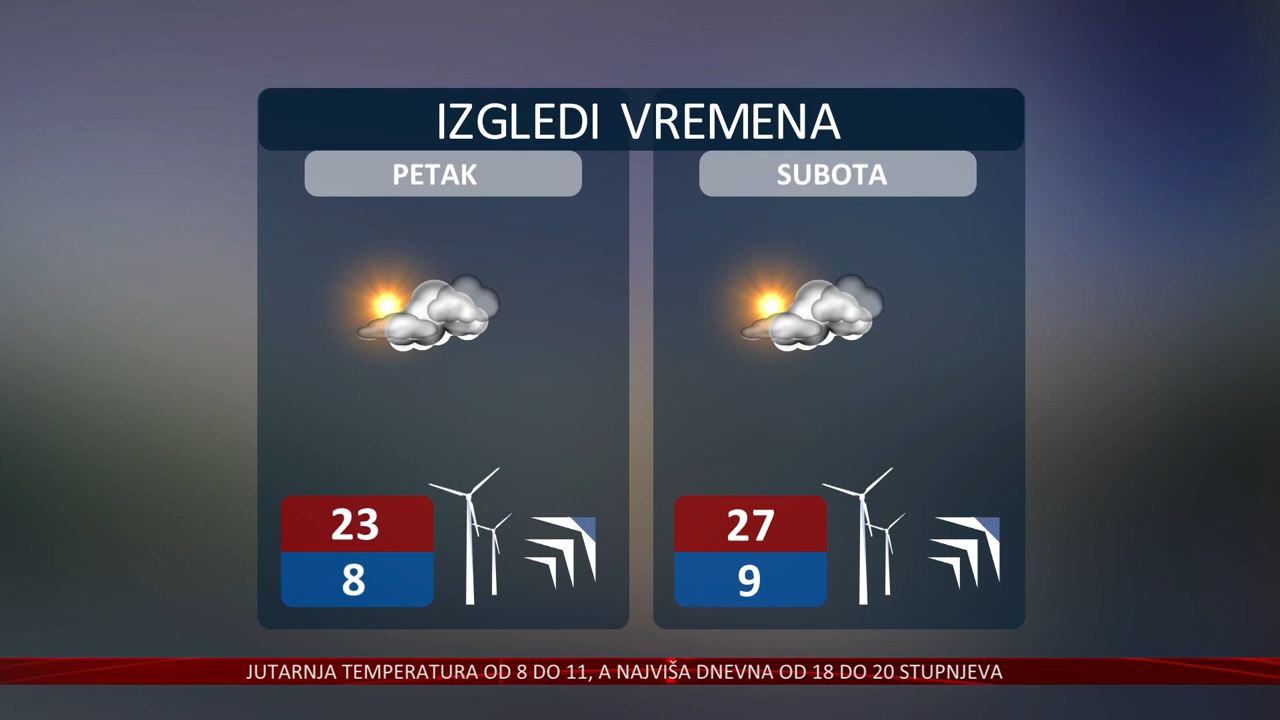 IZGLEDI VREMENA
PETAK
SUBOTA
23
8
27
9
JUTARNJA TEMPERATURA OD 8 DO 11, A NAJVIŠA DNEVNA OD 18 DO 20 STUPNJEVA